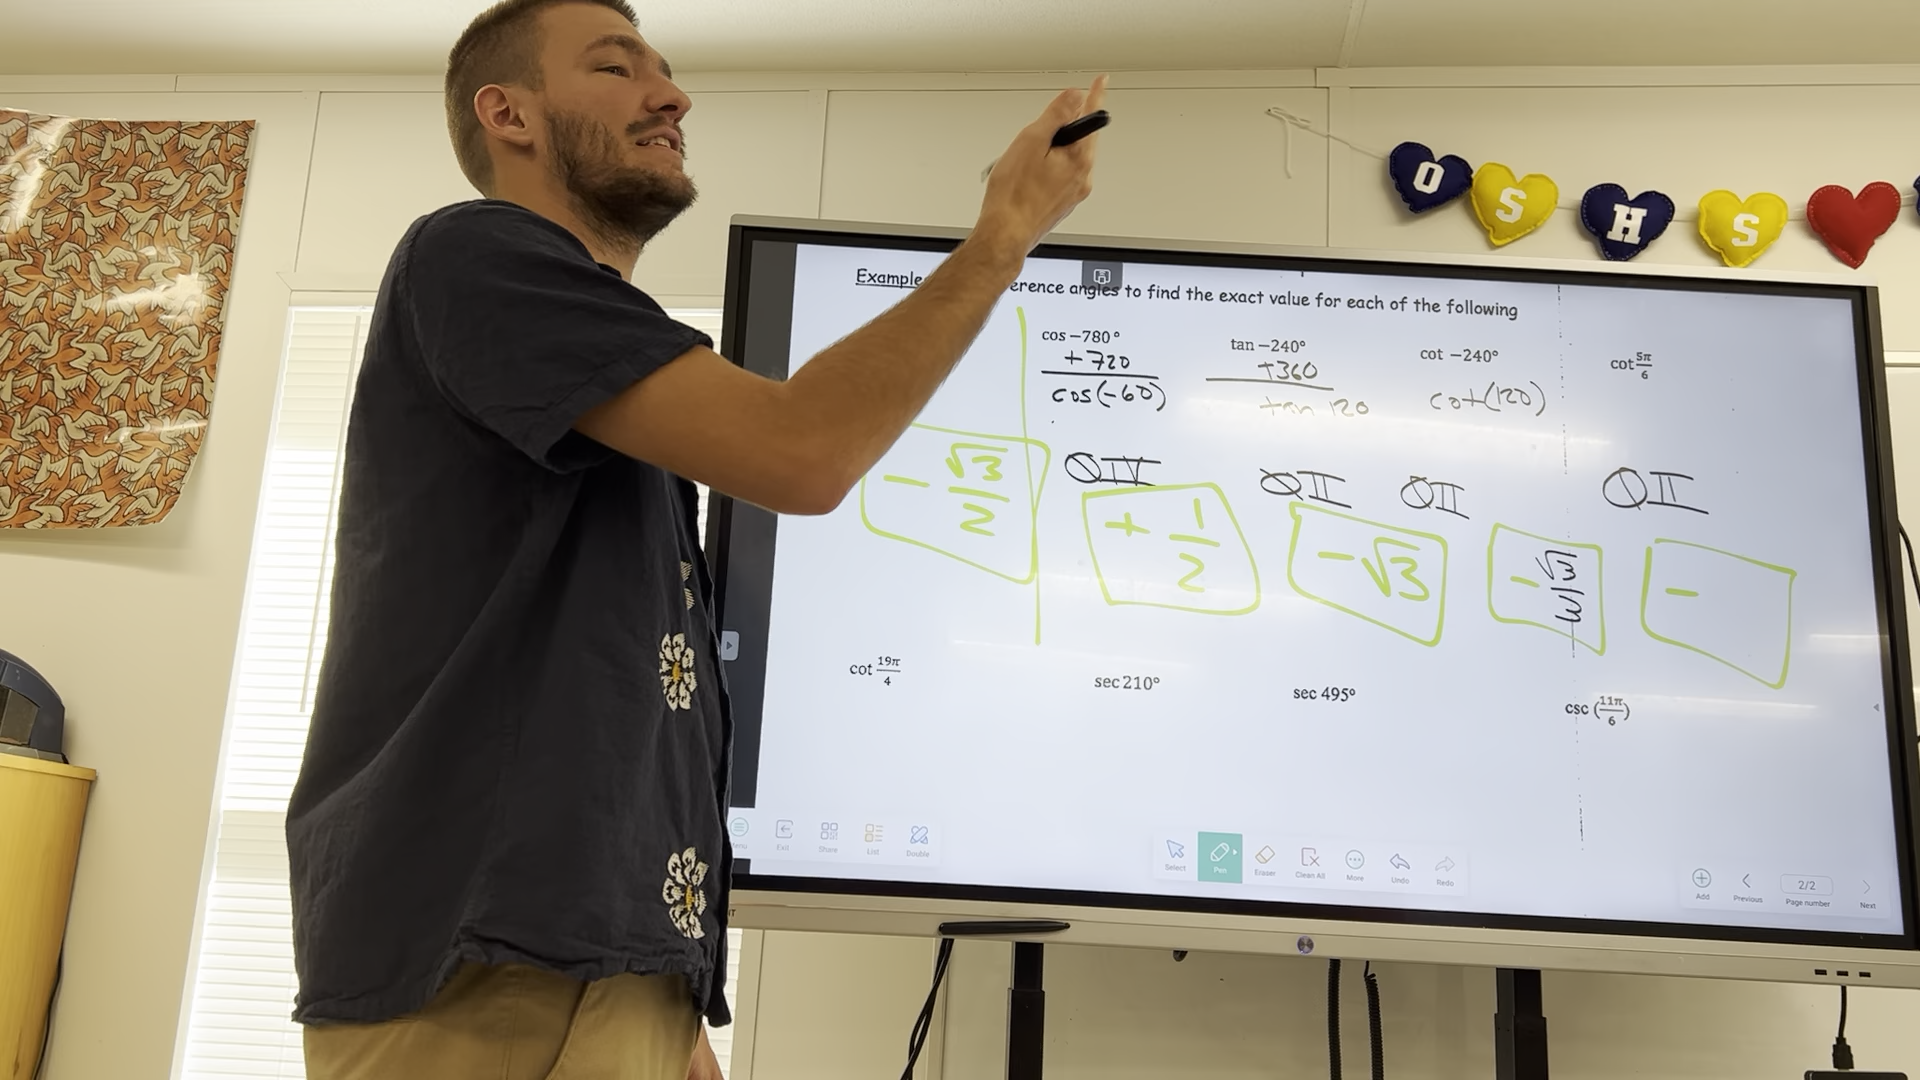 O S H S
Example erence angles to find the exact value for each of the following
cos −780°
+720
cos(-60)
tan −240°
+360
tan 120
cot −240°
cot(120)
cot 5π/6
QIV
QII
QII
QII
- √3/2
+ 1/2
- √3
- √3/3
-
cot 19π/4
sec 210°
sec 495°
csc (11π/6)
Menu Exit Share List Double
Select Pen Eraser Clean All More Undo Redo
Add Previous 2/2 Page number Next